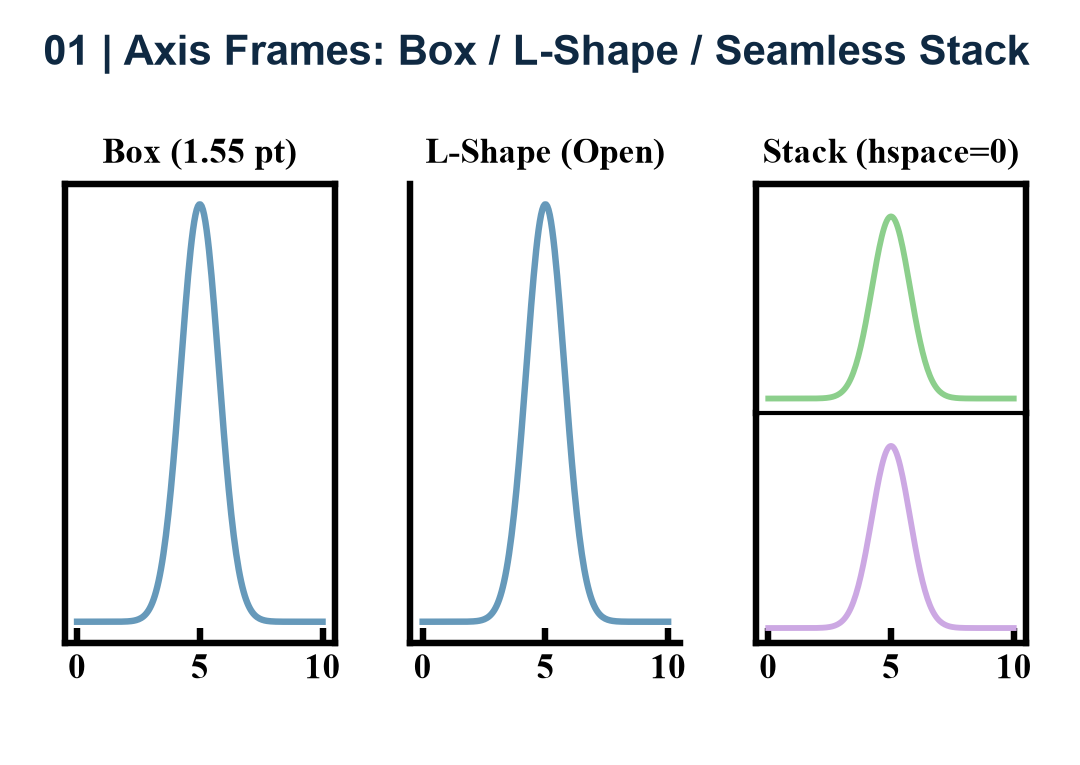 01 | Axis Frames: Box / L-Shape / Seamless Stack
Box (1.55 pt)
L-Shape (Open)
Stack (hspace=0)
0 5 10
0 5 10
0 5 10